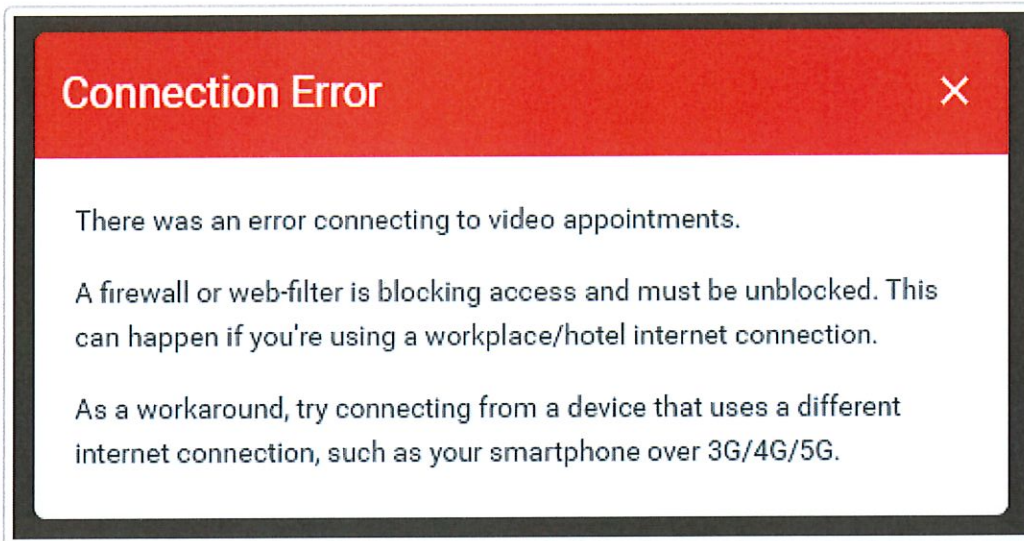 Connection Error
There was an error connecting to video appointments.
A firewall or web-filter is blocking access and must be unblocked. This
can happen if you're using a workplace/hotel internet connection.
As a workaround, try connecting from a device that uses a different
internet connection, such as your smartphone over 3G/4G/5G.